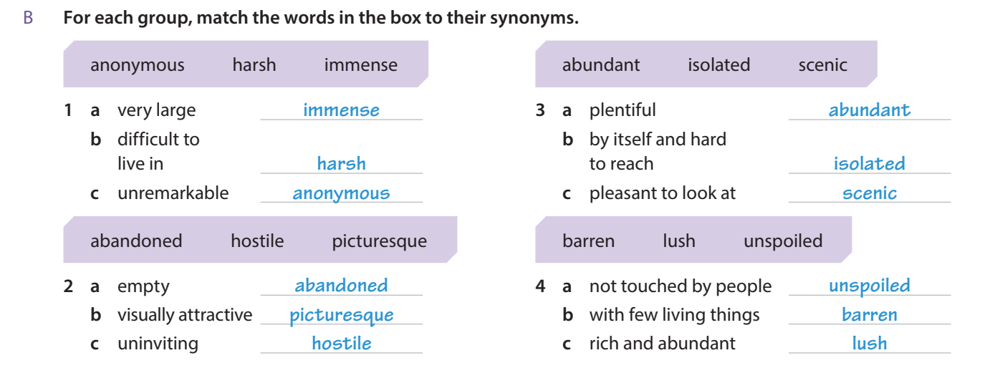 B For each group, match the words in the box to their synonyms.
anonymous harsh immense
1 a very large immense
b difficult to
live in harsh
c unremarkable anonymous
abandoned hostile picturesque
2 a empty abandoned
b visually attractive picturesque
c uninviting hostile
abundant isolated scenic
3 a plentiful abundant
b by itself and hard
to reach isolated
c pleasant to look at scenic
barren lush unspoiled
4 a not touched by people unspoiled
b with few living things barren
c rich and abundant lush